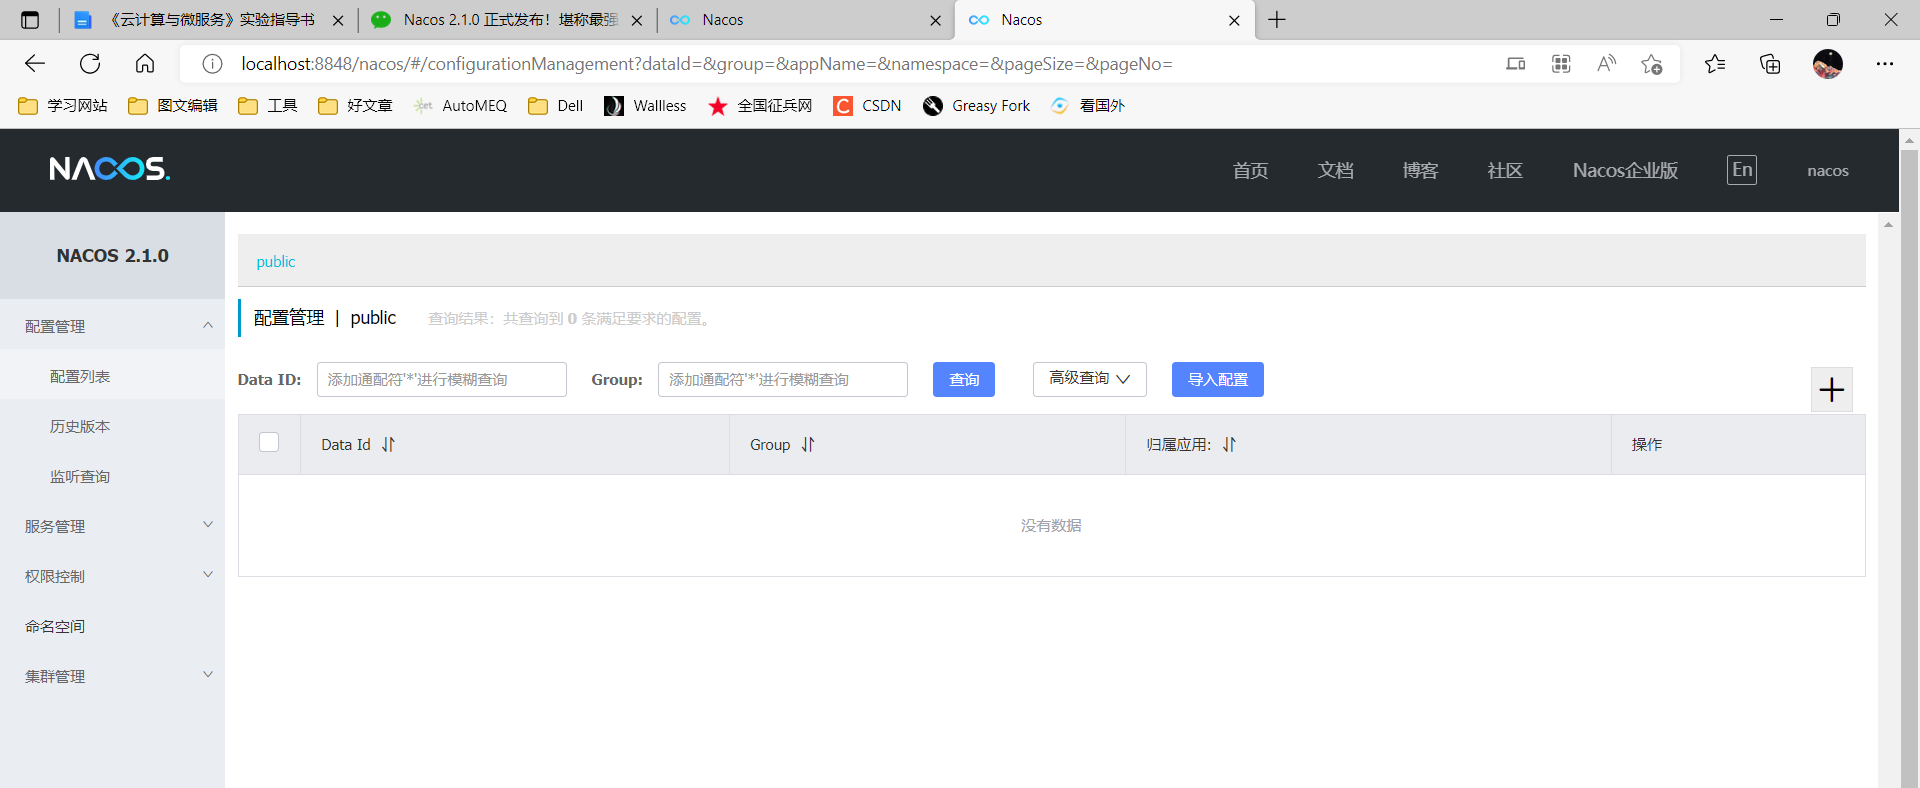 《云计算与微服务》实验指导书
Nacos 2.1.0 正式发布！堪称最强
Nacos
Nacos
localhost:8848/nacos/#/configurationManagement?dataId=&group=&appName=&namespace=&pageSize=&pageNo=
学习网站
图文编辑
工具
好文章
AutoMEQ
Dell
Wallless
全国征兵网
CSDN
Greasy Fork
看国外
NACOS.
首页
文档
博客
社区
Nacos企业版
En
nacos
NACOS 2.1.0
配置管理
配置列表
历史版本
监听查询
服务管理
权限控制
命名空间
集群管理
public
配置管理 | public 查询结果：共查询到 0 条满足要求的配置。
Data ID: 添加通配符'*'进行模糊查询 Group: 添加通配符'*'进行模糊查询 查询 高级查询 导入配置
Data Id Group 归属应用: 操作
没有数据